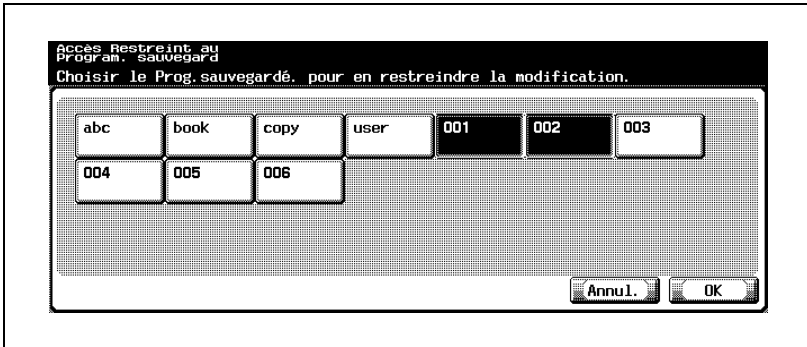 Accès Restreint au
Program. sauvegard
Choisir le Prog.sauvegardé. pour en restreindre la modification.
abc book copy user 001 002 003
004 005 006
Annul. OK